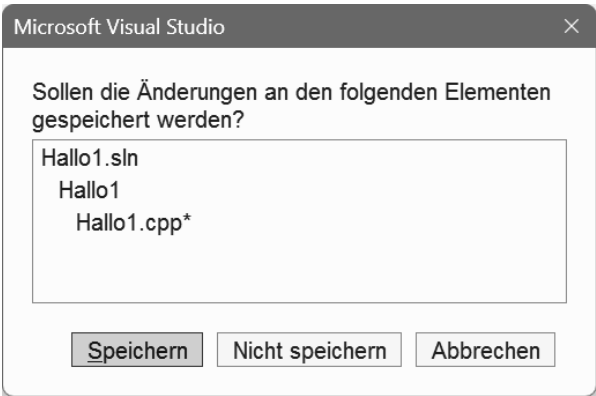 Microsoft Visual Studio
Sollen die Änderungen an den folgenden Elementen
gespeichert werden?
Hallo1.sln
Hallo1
Hallo1.cpp*
Speichern Nicht speichern Abbrechen